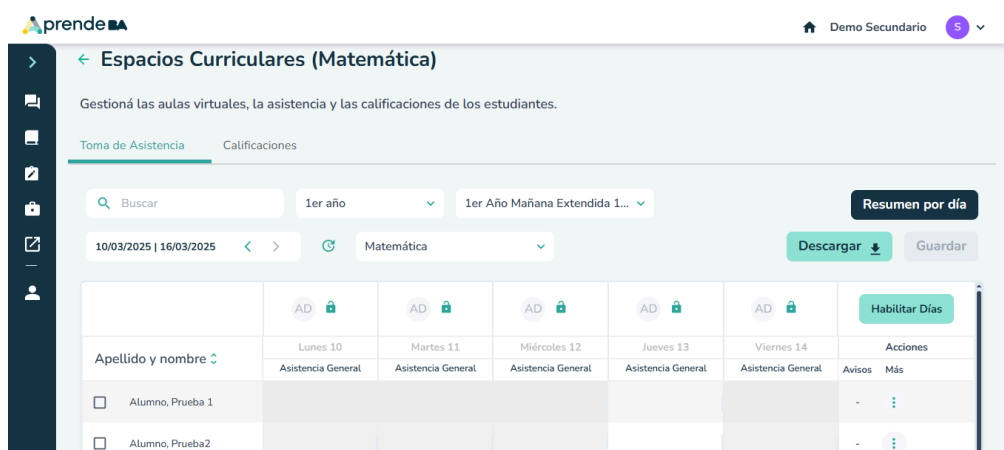 Aprende BA
Demo Secundario S
Espacios Curriculares (Matemática)
Gestioná las aulas virtuales, la asistencia y las calificaciones de los estudiantes.
Toma de Asistencia Calificaciones
Buscar 1er año 1er Año Mañana Extendida 1... Resumen por día
10/03/2025 | 16/03/2025 Matemática Descargar Guardar
AD AD AD AD AD Habilitar Días
Apellido y nombre Lunes 10 Martes 11 Miércoles 12 Jueves 13 Viernes 14 Acciones
Asistencia General Asistencia General Asistencia General Asistencia General Asistencia General Avisos Más
Alumno, Prueba 1 -
Alumno, Prueba2 -